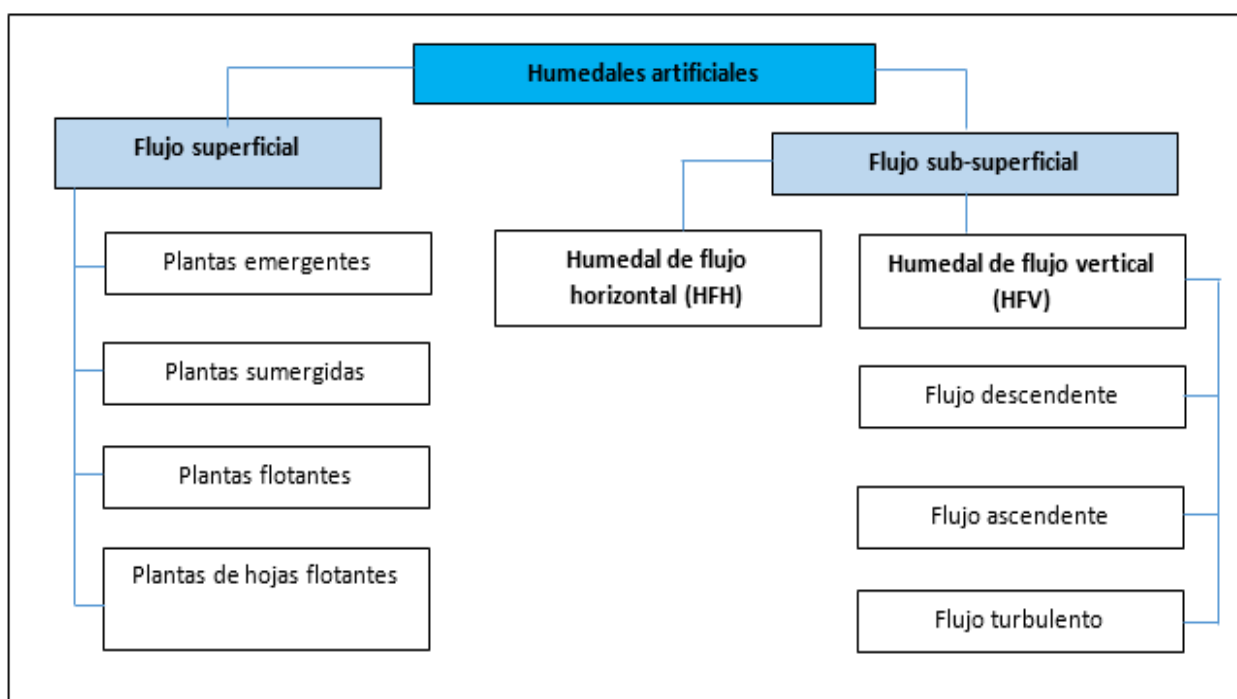 Humedales artificiales
Flujo superficial
Plantas emergentes
Plantas sumergidas
Plantas flotantes
Plantas de hojas flotantes
Flujo sub-superficial
Humedal de flujo
horizontal (HFH)
Humedal de flujo vertical
(HFV)
Flujo descendente
Flujo ascendente
Flujo turbulento